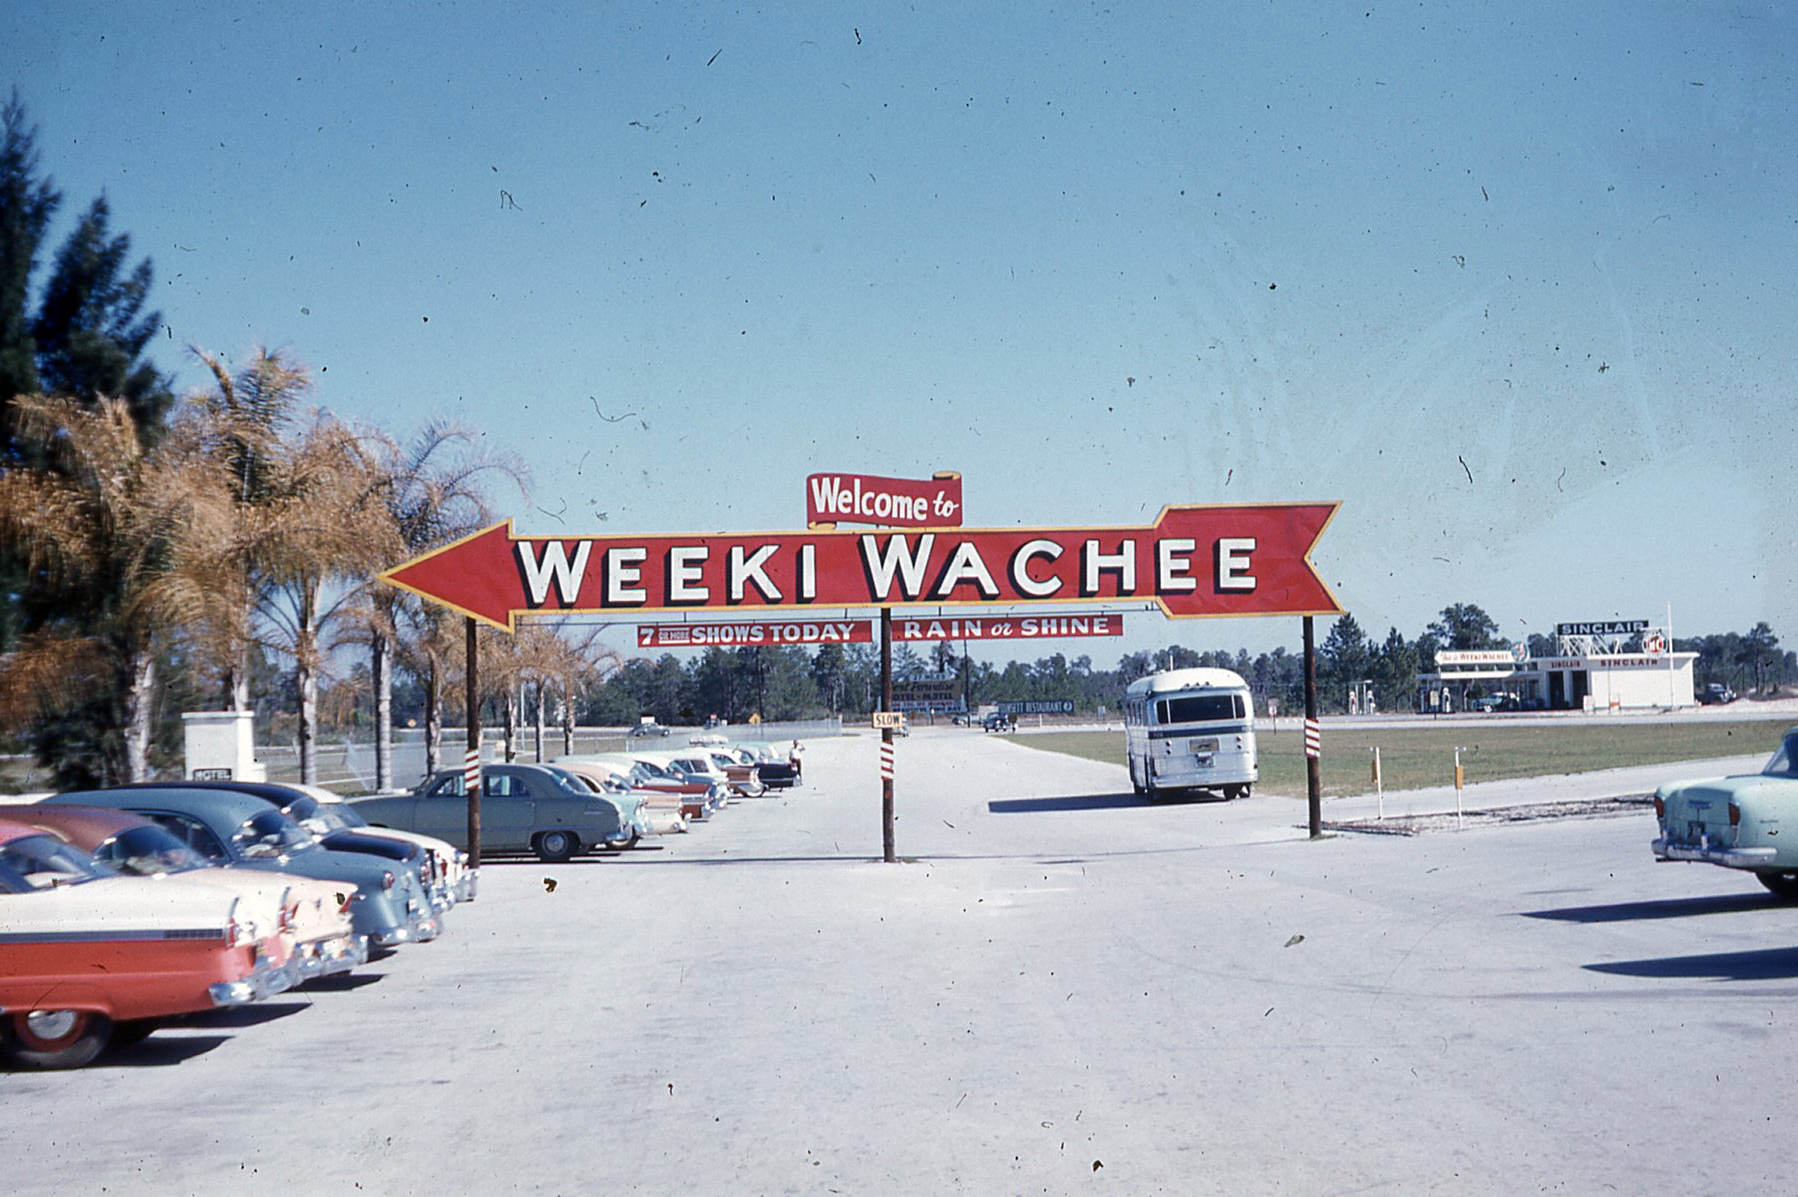 Welcome to
WEEKI WACHEE
7 OR MORE SHOWS TODAY
RAIN or SHINE
SLOW
MOTEL
RESTAURANT
WEEKI WACHEE
SINCLAIR
SINCLAIR
SINCLAIR